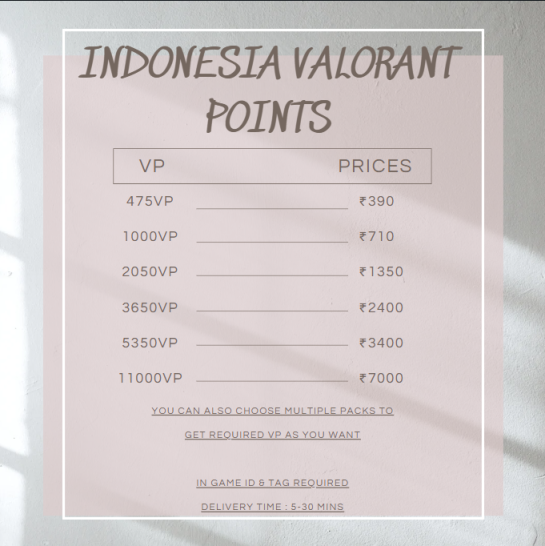 INDONESIA VALORANT
POINTS
VP PRICES
475VP ₹390
1000VP ₹710
2050VP ₹1350
3650VP ₹2400
5350VP ₹3400
11000VP ₹7000
YOU CAN ALSO CHOOSE MULTIPLE PACKS TO
GET REQUIRED VP AS YOU WANT
IN GAME ID & TAG REQUIRED
DELIVERY TIME : 5-30 MINS